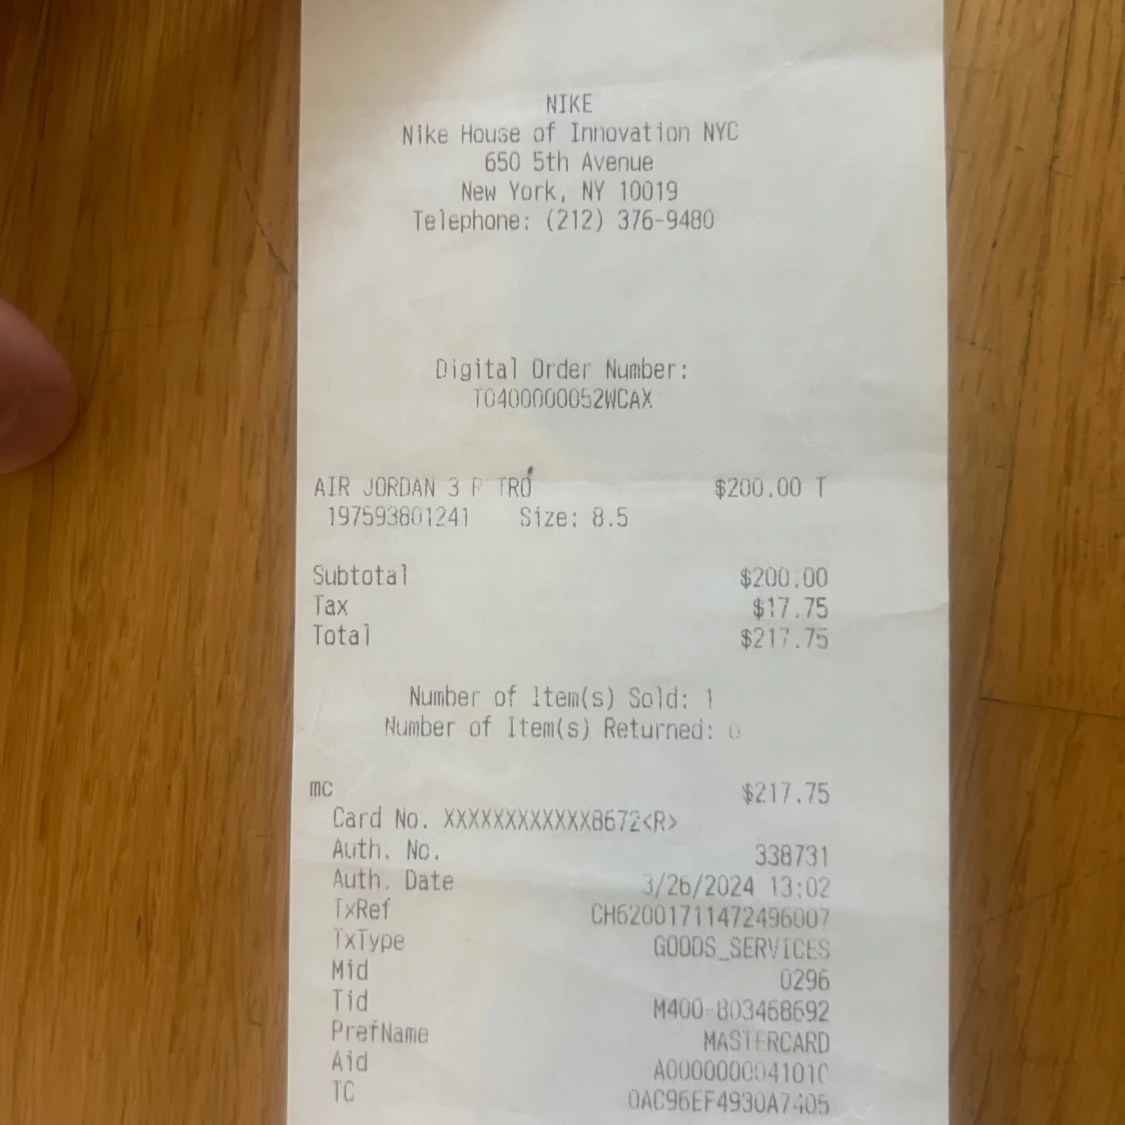 NIKE
Nike House of Innovation NYC
650 5th Avenue
New York, NY 10019
Telephone: (212) 376-9480
Digital Order Number:
TO400000052WCAX
AIR JORDAN 3 R TRO $200.00 T
197593801241 Size: 8.5
Subtotal $200.00
Tax $17.75
Total $217.75
Number of Item(s) Sold: 1
Number of Item(s) Returned: 0
mc $217.75
Card No. XXXXXXXXXXXX8672<R>
Auth. No. 338731
Auth. Date 3/26/2024 13:02
TxRef CH62001711472496007
TxType GOODS_SERVICES
Mid 0296
Tid M400-803468692
PrefName MASTERCARD
Aid A0000000041010
TC 0AC96EF4930A7405